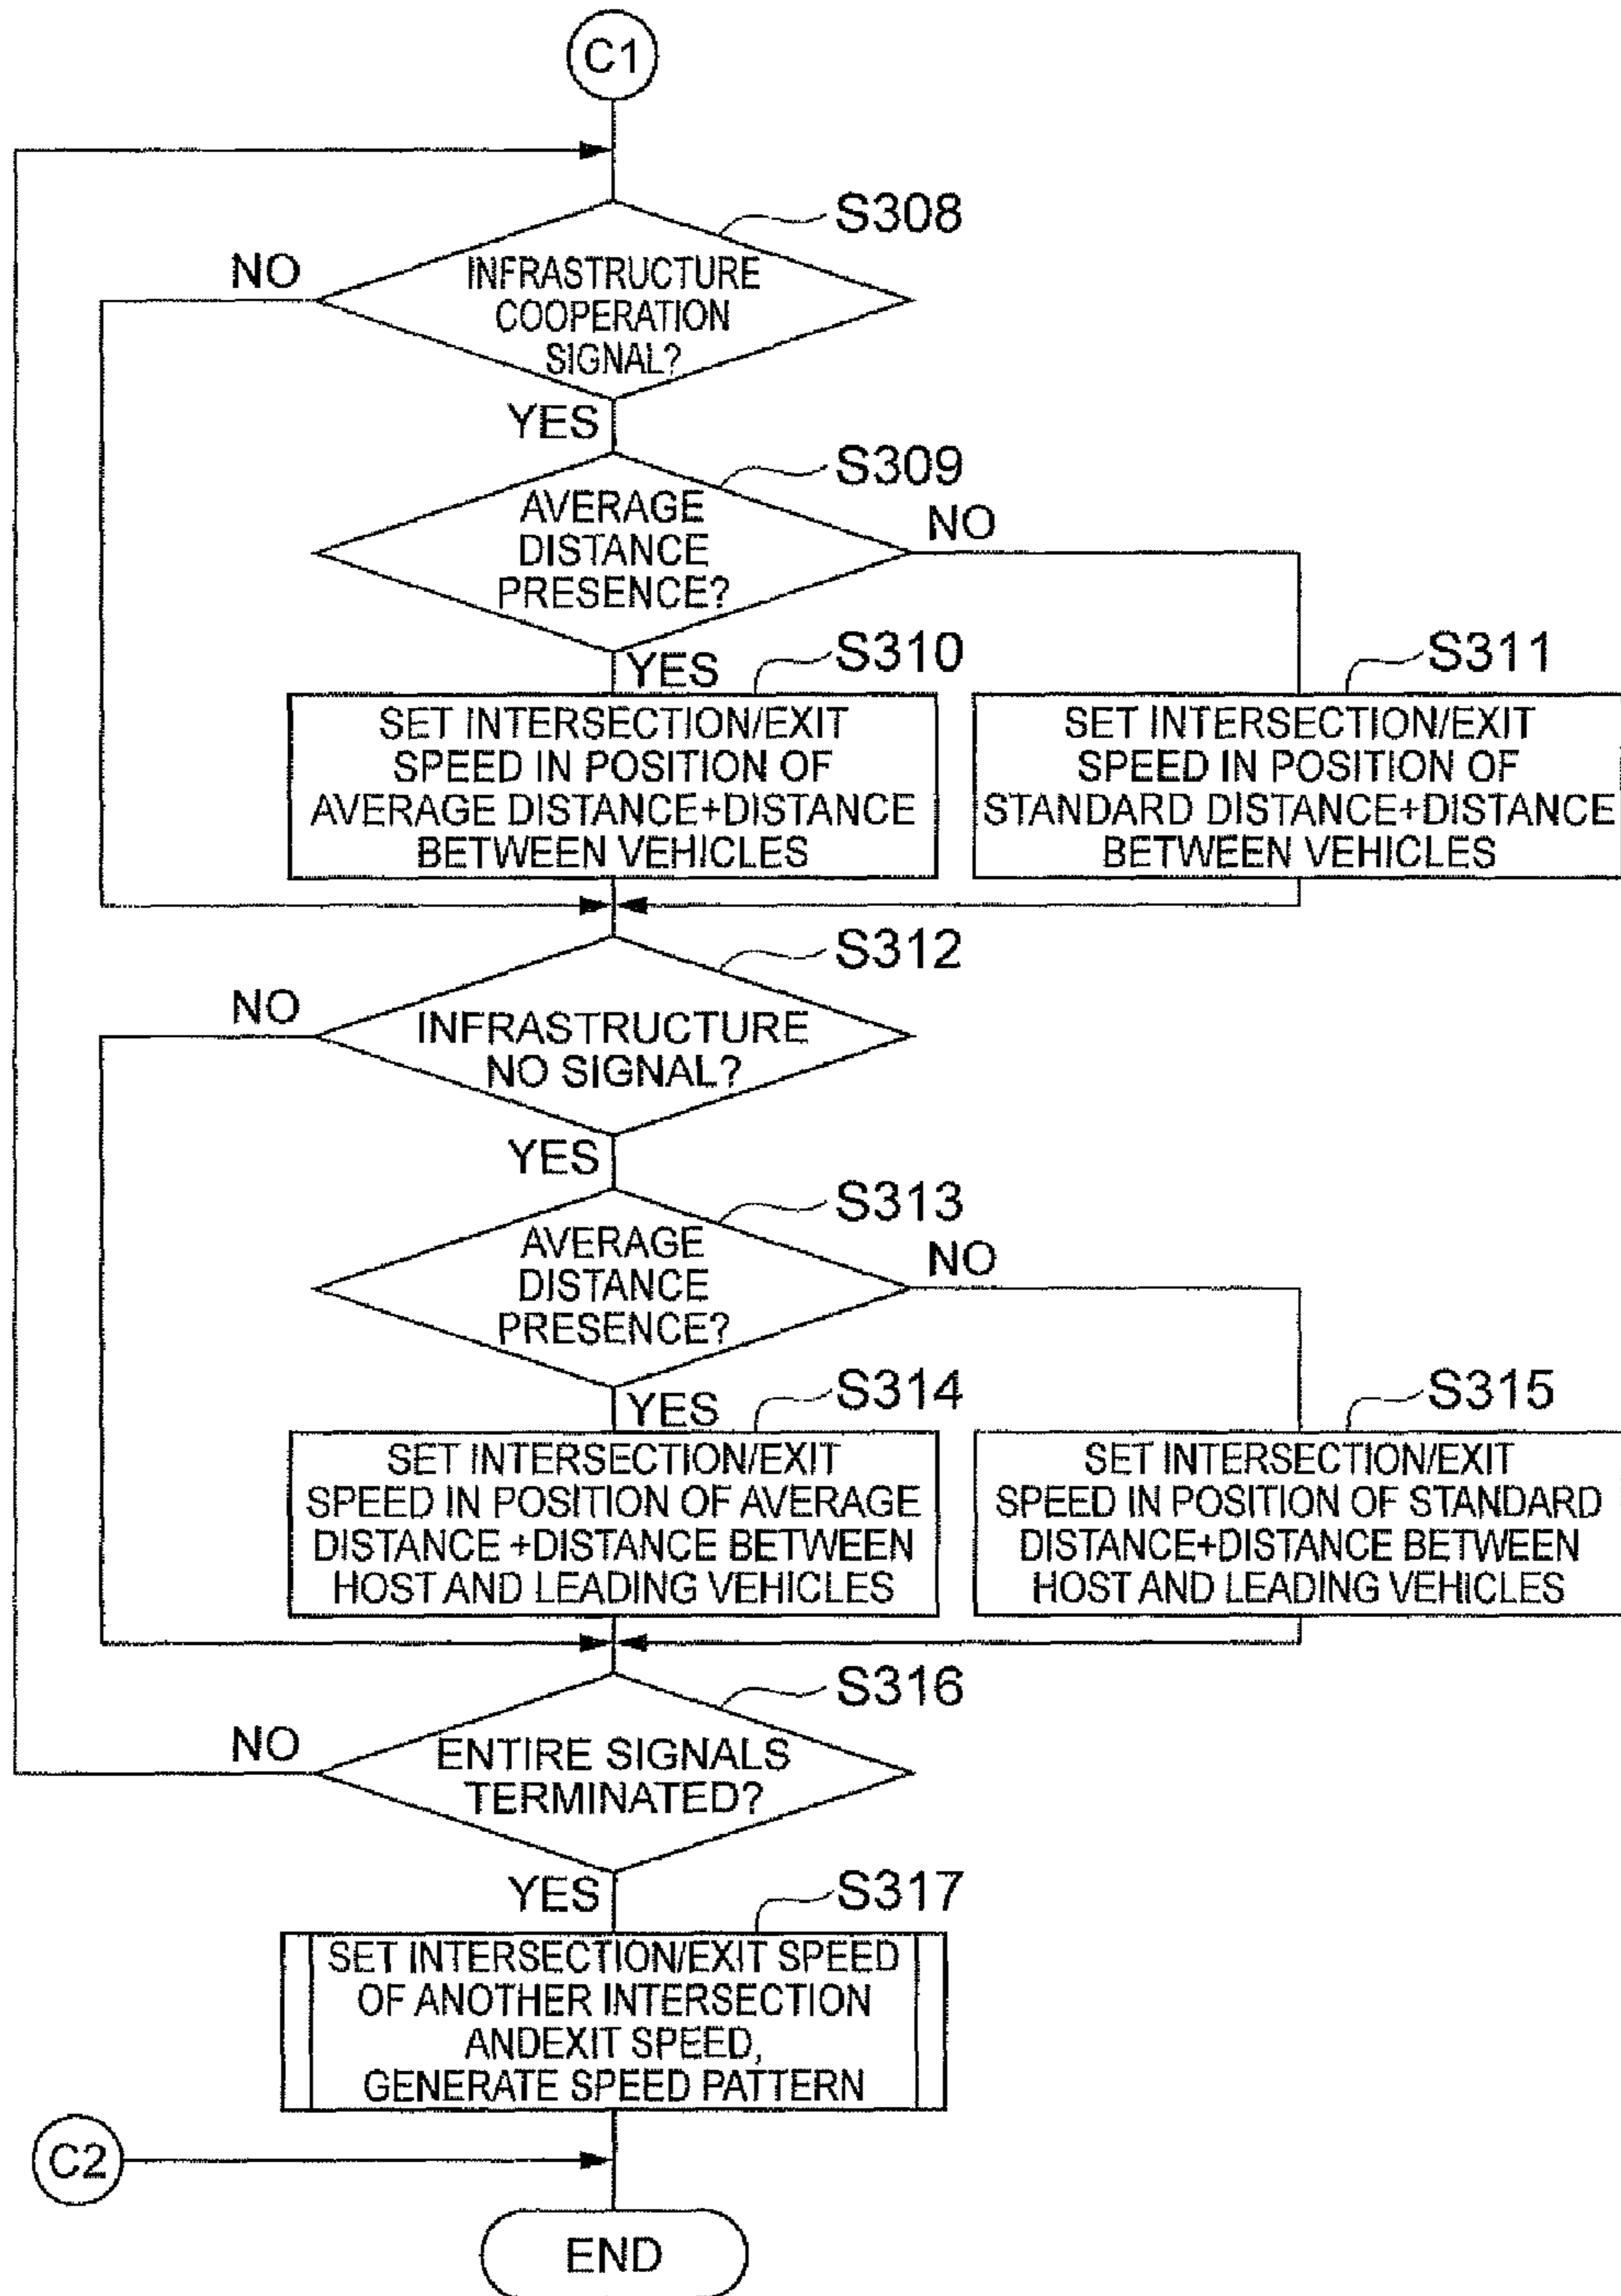 C1
S308
NO
INFRASTRUCTURE
COOPERATION
SIGNAL?
YES
S309
AVERAGE
DISTANCE
PRESENCE?
NO
YES
S310
S311
SET INTERSECTION/EXIT
SPEED IN POSITION OF
AVERAGE DISTANCE+DISTANCE
BETWEEN VEHICLES
SET INTERSECTION/EXIT
SPEED IN POSITION OF
STANDARD DISTANCE+DISTANCE
BETWEEN VEHICLES
S312
NO
INFRASTRUCTURE
NO SIGNAL?
YES
S313
AVERAGE
DISTANCE
PRESENCE?
NO
YES
S314
S315
SET INTERSECTION/EXIT
SPEED IN POSITION OF AVERAGE
DISTANCE +DISTANCE BETWEEN
HOST AND LEADING VEHICLES
SET INTERSECTION/EXIT
SPEED IN POSITION OF STANDARD
DISTANCE+DISTANCE BETWEEN
HOST AND LEADING VEHICLES
S316
NO
ENTIRE SIGNALS
TERMINATED?
YES
S317
SET INTERSECTION/EXIT SPEED
OF ANOTHER INTERSECTION
ANDEXIT SPEED,
GENERATE SPEED PATTERN
C2
END